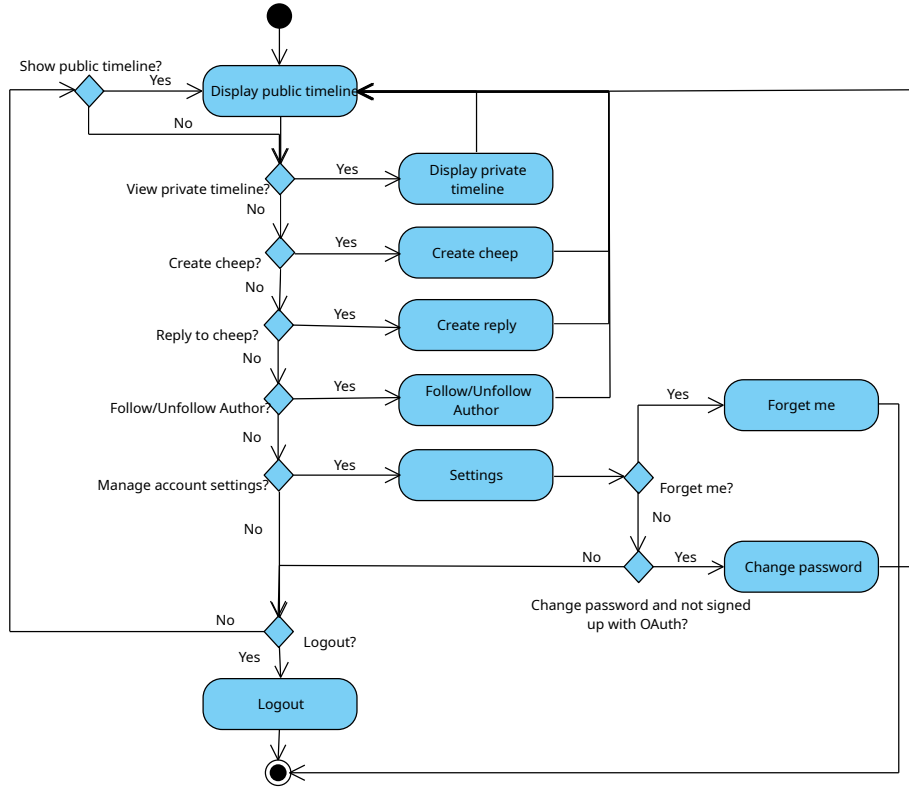 Show public timeline?
Yes
Display public timeline
No
View private timeline?
Yes
Display private
timeline
No
Create cheep?
Yes
Create cheep
No
Reply to cheep?
Yes
Create reply
No
Follow/Unfollow Author?
Yes
Follow/Unfollow
Author
No
Manage account settings?
Yes
Settings
Forget me?
Yes
Forget me
No
No
No
Yes
Change password
Change password and not signed
up with OAuth?
No
Logout?
Yes
Logout